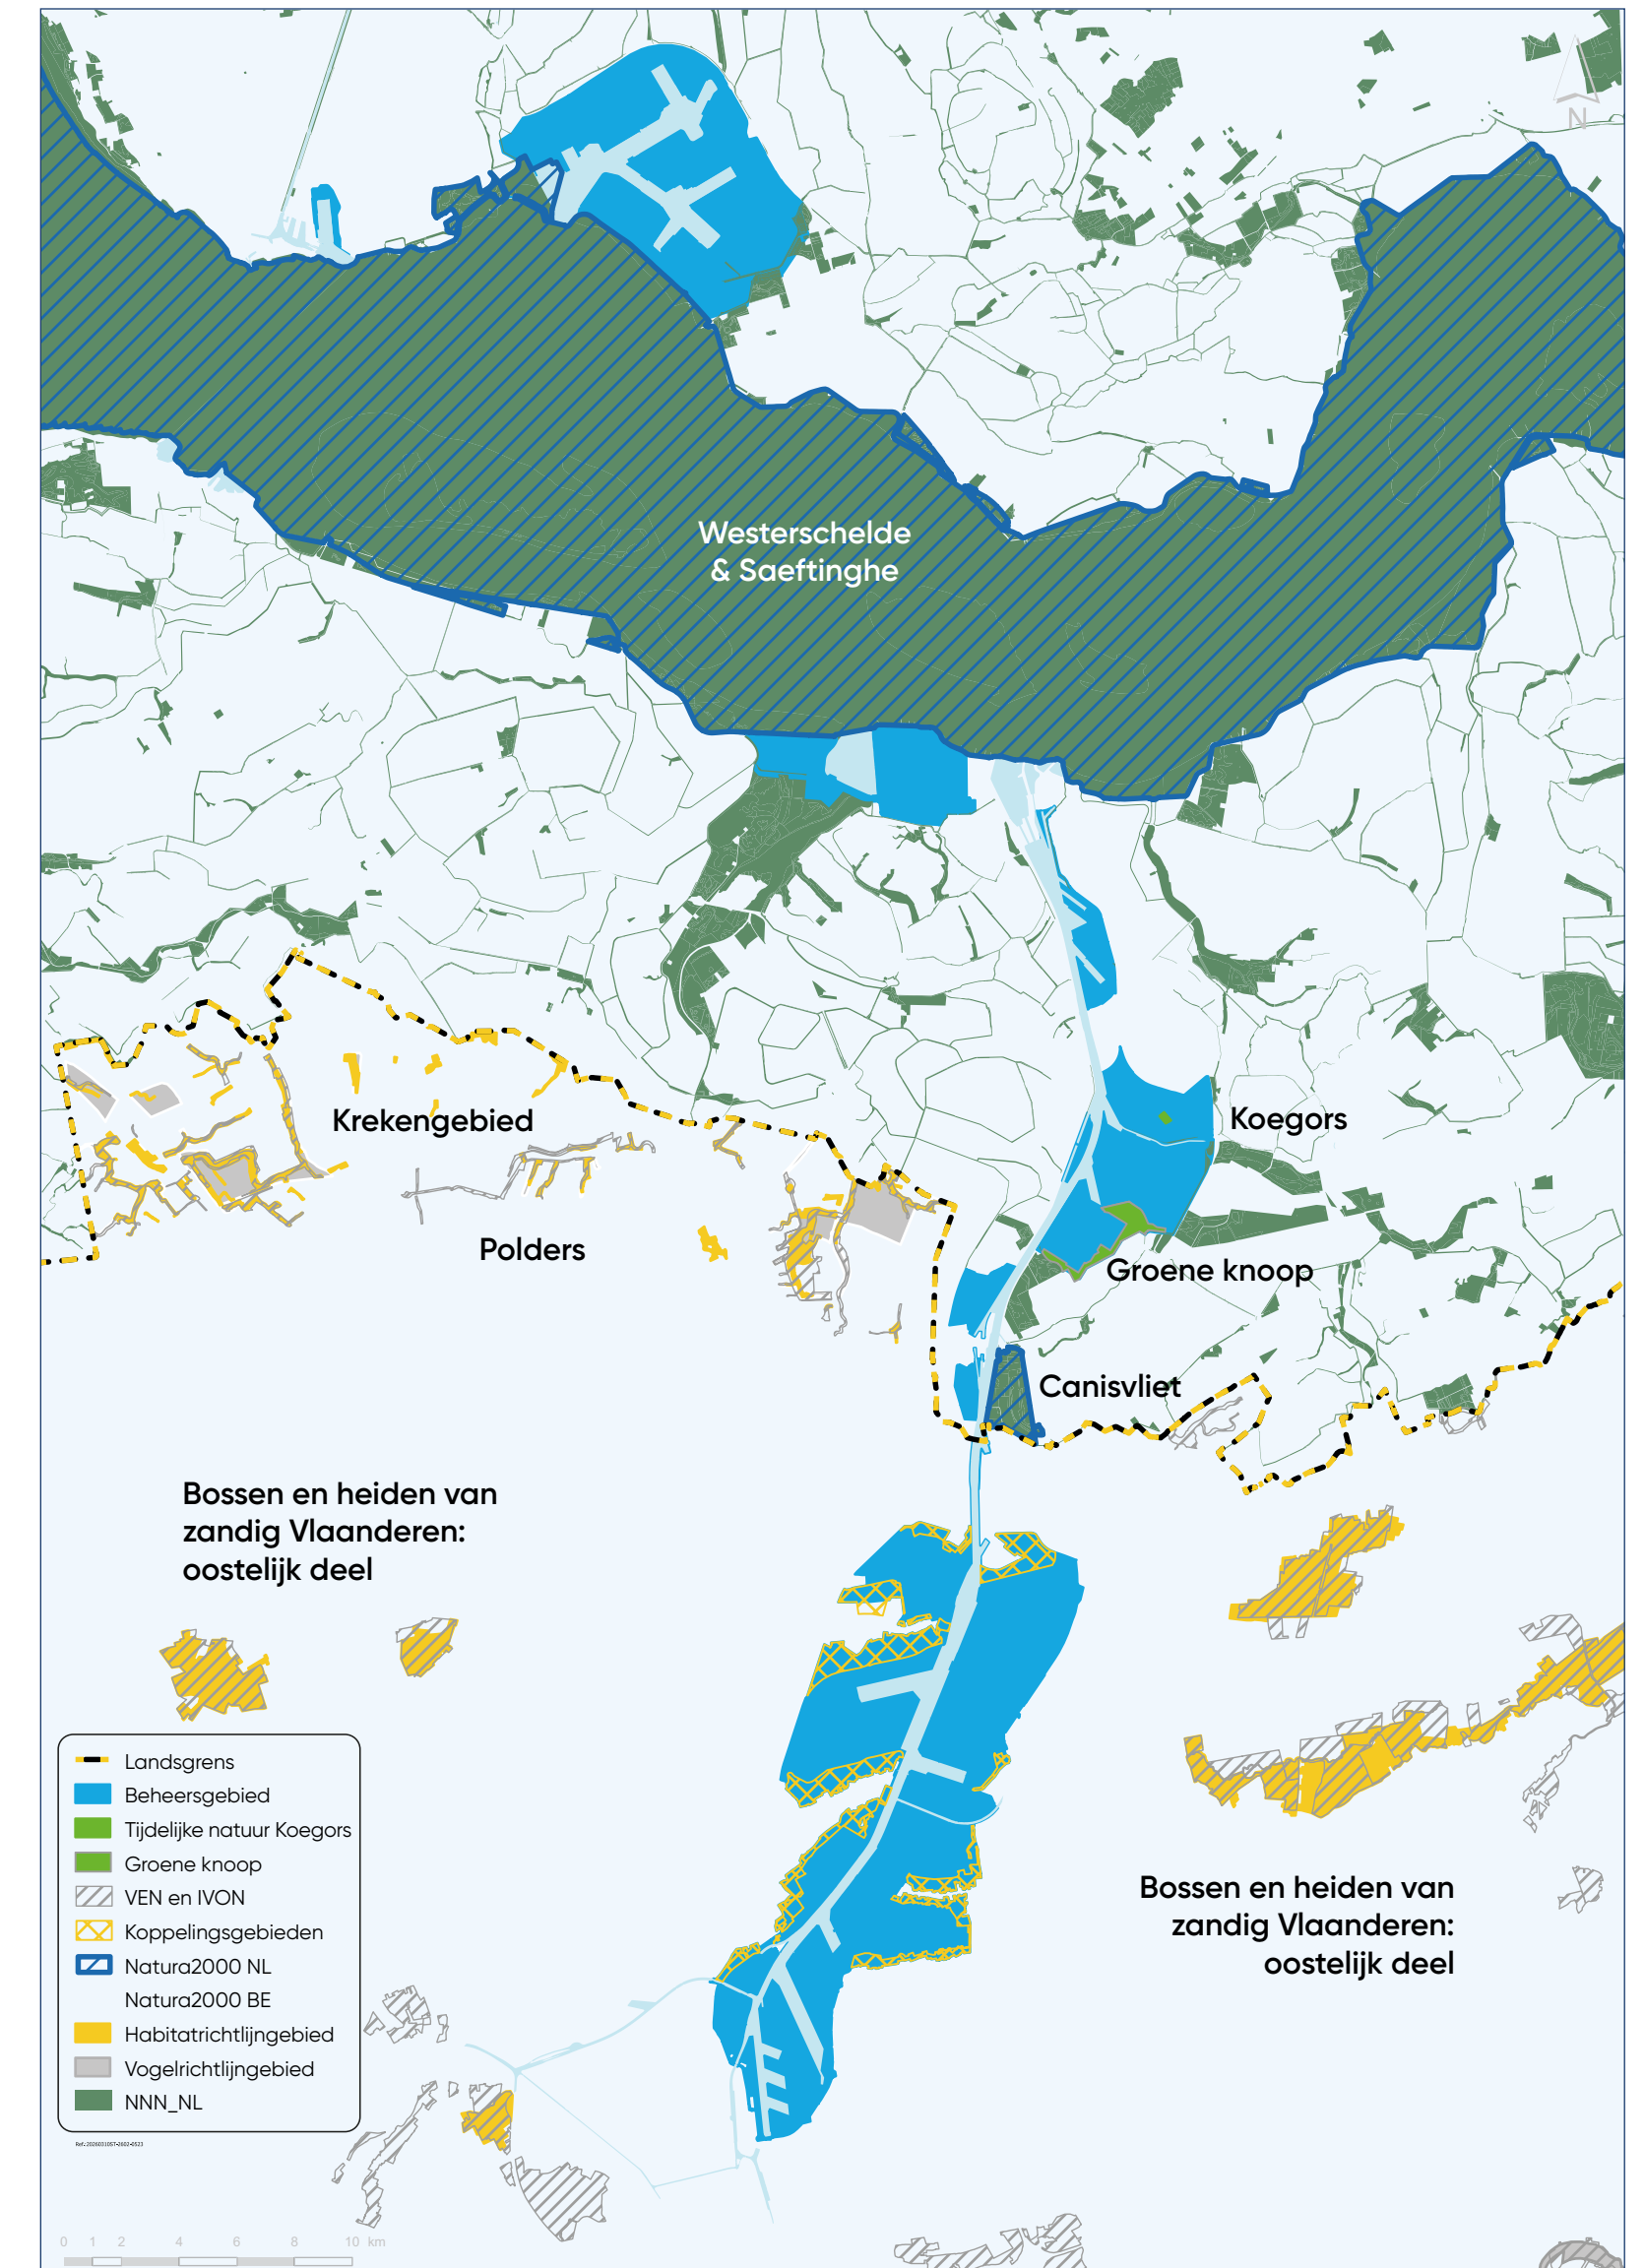 N
Westerschelde
& Saeftinghe
Koegors
Krekengebied
Polders
Groene knoop
Canisvliet
Bossen en heiden van
zandig Vlaanderen:
oostelijk deel
Landsgrens
Beheersgebied
Tijdelijke natuur Koegors
Groene knoop
VEN en IVON
Koppelingsgebieden
Natura2000 NL
Natura2000 BE
Habitatrichtlijngebied
Vogelrichtlijngebied
NNN_NL
Bossen en heiden van
zandig Vlaanderen:
oostelijk deel
0 1 2 4 6 8 10 km